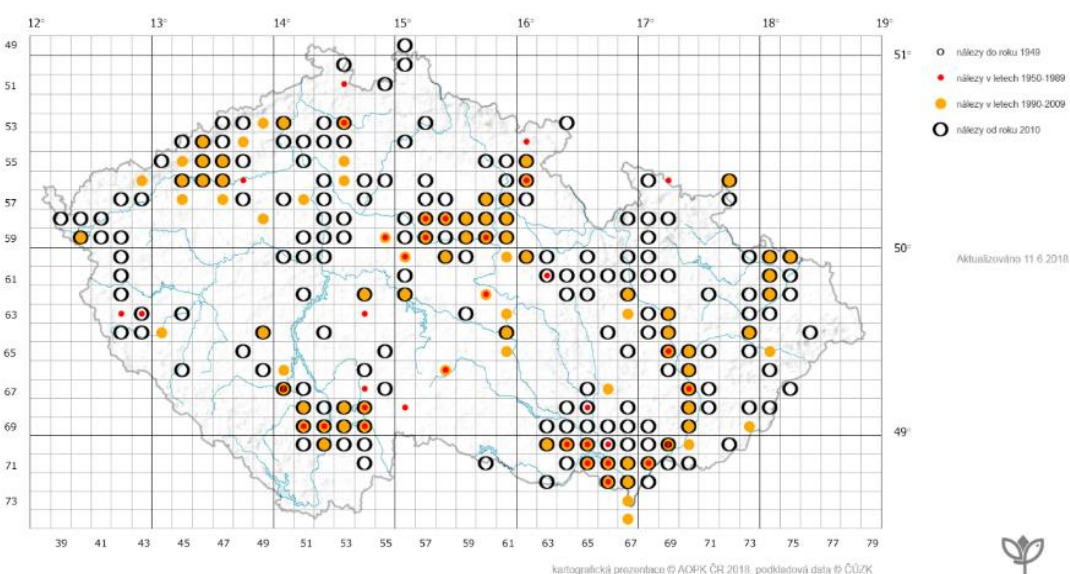 12° 13° 14° 15° 16° 17° 18° 19°
49
51°
nálezy do roku 1949
51
nálezy v letech 1950-1989
nálezy v letech 1990-2009
53
nálezy od roku 2010
55
57
59
50°
Aktualizováno 11.6.2018
61
63
65
67
69
49°
71
73
39 41 43 45 47 49 51 53 55 57 59 61 63 65 67 69 71 73 75 77 79
kartografická prezentace © AOPK ČR 2018, podkladová data © ČÚZK